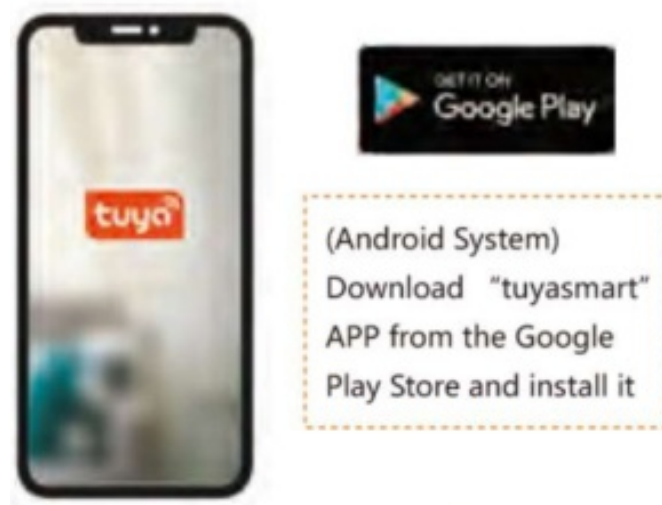 tuya
GET IT ON
Google Play
(Android System)
Download “tuyasmart”
APP from the Google
Play Store and install it